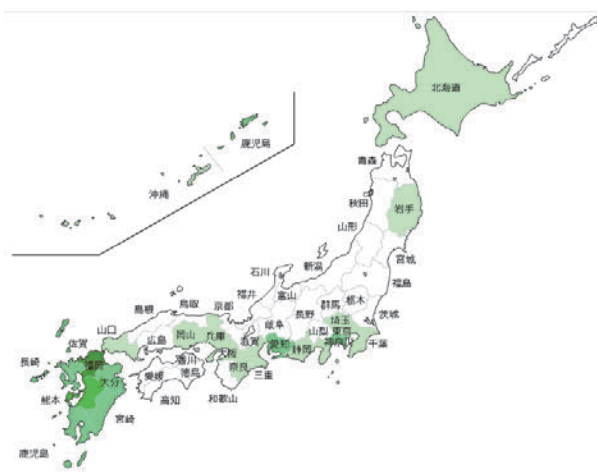 北海道
鹿児島
青森
沖縄
秋田
岩手
山形
宮城
新潟
石川
福島
福井
富山
群馬
栃木
鳥取
京都
長野
島根
埼玉
茨城
山口
岐阜
山梨
東京
兵庫
岡山
滋賀
愛知
静岡
神奈川
千葉
佐賀
広島
大阪
福岡
香川
奈良
三重
長崎
大分
愛媛
徳島
熊本
高知
和歌山
宮崎
鹿児島